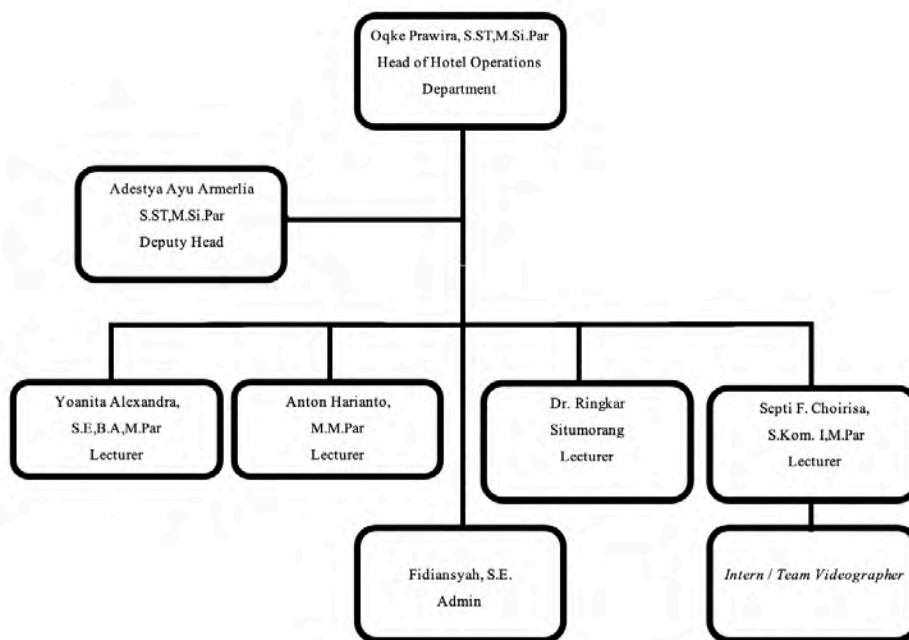 Oqke Prawira, S.ST,M.Si.Par
Head of Hotel Operations
Department
Adestya Ayu Armerlia
S.ST,M.Si.Par
Deputy Head
Yoanita Alexandra,
S.E,B.A,M.Par
Lecturer
Anton Harianto,
M.M.Par
Lecturer
Dr. Ringkar
Situmorang
Lecturer
Septi F. Choirisa,
S.Kom. I,M.Par
Lecturer
Fidiansyah, S.E.
Admin
Intern / Team Videographer